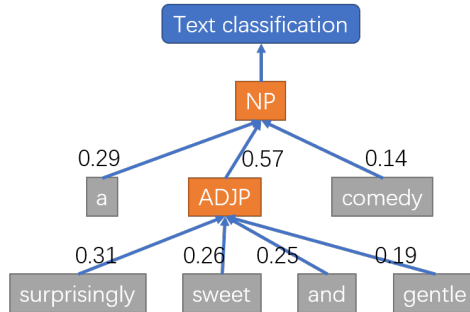 Text classification
NP
0.29
0.57
0.14
a
ADJP
comedy
0.31
0.26
0.25
0.19
surprisingly
sweet
and
gentle